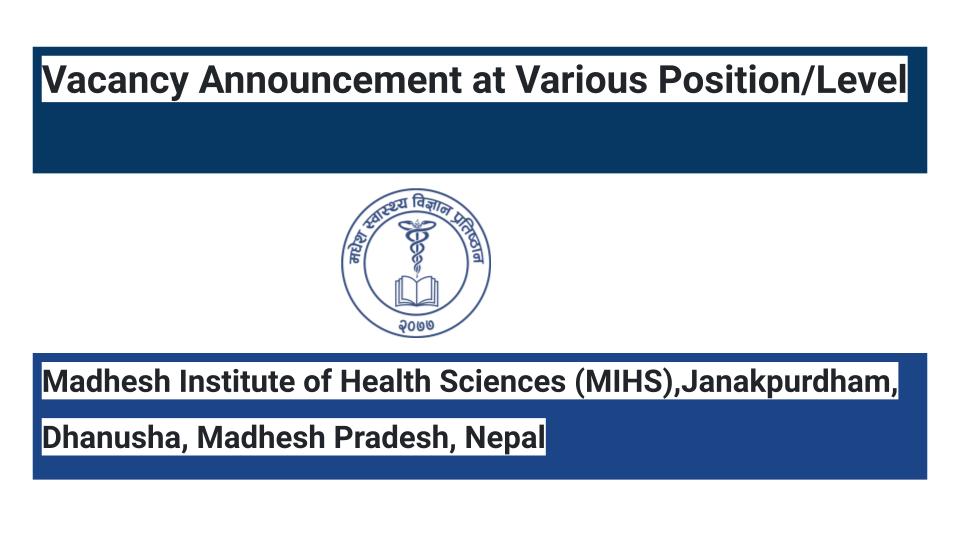 Vacancy Announcement at Various Position/Level
मधेश स्वास्थ्य विज्ञान प्रतिष्ठान
२०७७
Madhesh Institute of Health Sciences (MIHS),Janakpurdham,
Dhanusha, Madhesh Pradesh, Nepal